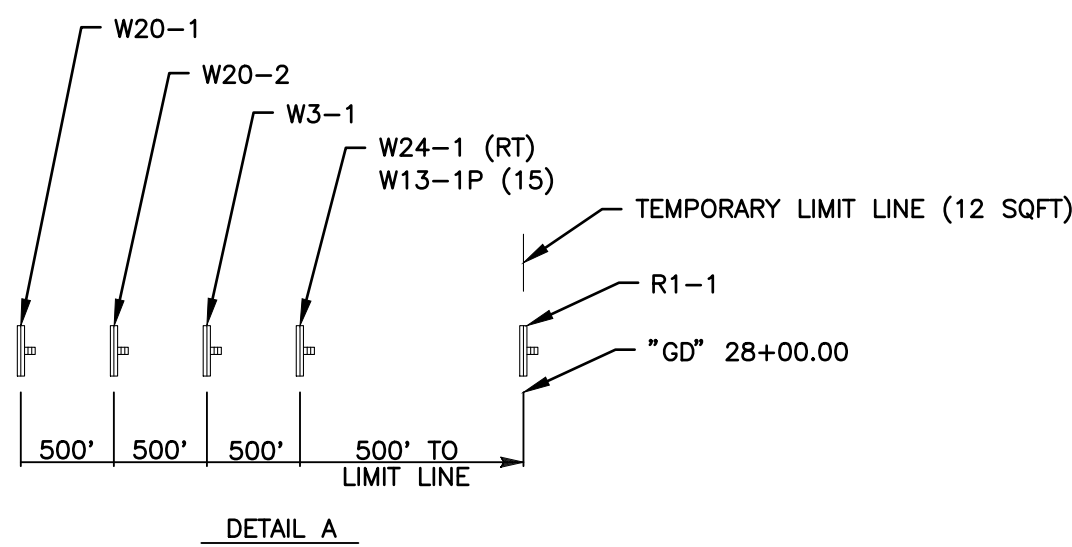 W20-1
W20-2
W3-1
W24-1 (RT)
W13-1P (15)
TEMPORARY LIMIT LINE (12 SQFT)
R1-1
"GD" 28+00.00
500' 500' 500' 500' TO
LIMIT LINE
DETAIL A